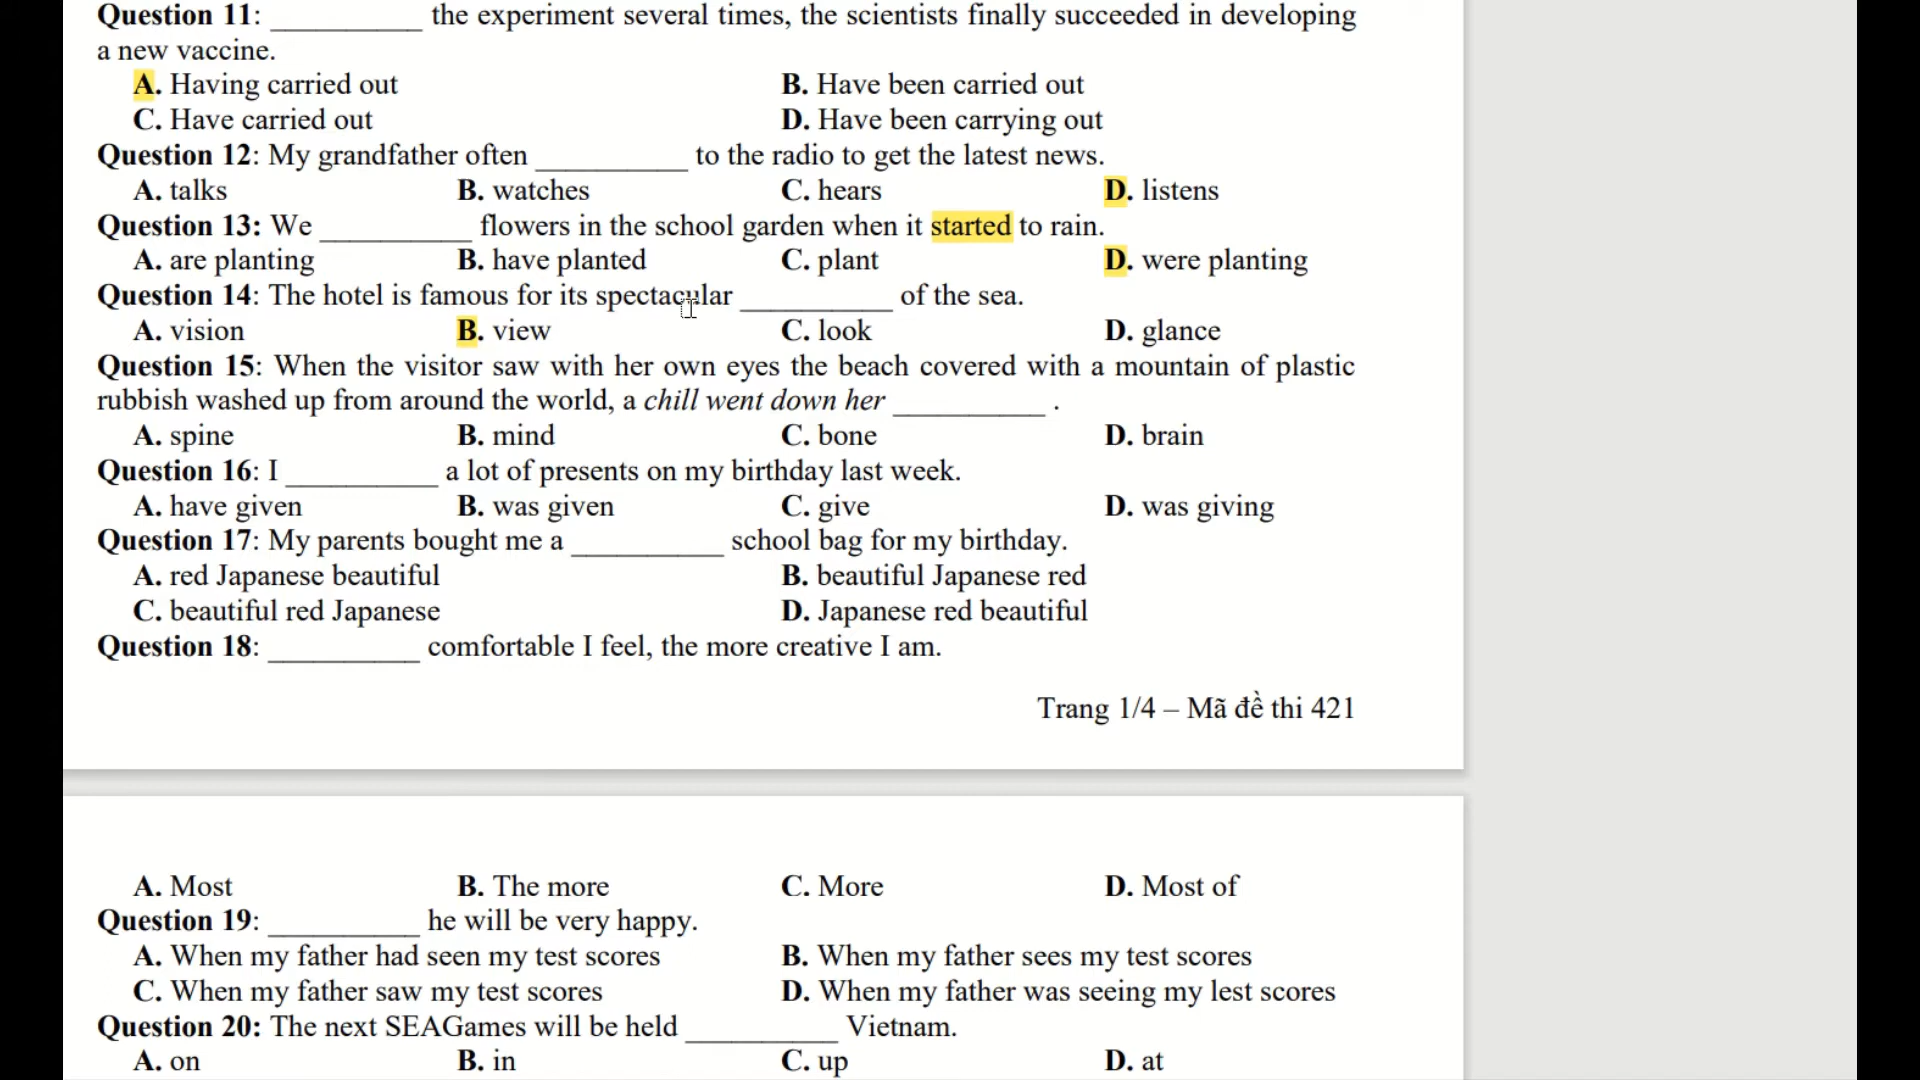 Question 11: __________ the experiment several times, the scientists finally succeeded in developing
a new vaccine.
A. Having carried out B. Have been carried out
C. Have carried out D. Have been carrying out
Question 12: My grandfather often __________ to the radio to get the latest news.
A. talks B. watches C. hears D. listens
Question 13: We __________ flowers in the school garden when it started to rain.
A. are planting B. have planted C. plant D. were planting
Question 14: The hotel is famous for its spectacular __________ of the sea.
A. vision B. view C. look D. glance
Question 15: When the visitor saw with her own eyes the beach covered with a mountain of plastic
rubbish washed up from around the world, a chill went down her __________ .
A. spine B. mind C. bone D. brain
Question 16: I __________ a lot of presents on my birthday last week.
A. have given B. was given C. give D. was giving
Question 17: My parents bought me a __________ school bag for my birthday.
A. red Japanese beautiful B. beautiful Japanese red
C. beautiful red Japanese D. Japanese red beautiful
Question 18: __________ comfortable I feel, the more creative I am.
Trang 1/4 – Mã đề thi 421
A. Most B. The more C. More D. Most of
Question 19: __________ he will be very happy.
A. When my father had seen my test scores B. When my father sees my test scores
C. When my father saw my test scores D. When my father was seeing my lest scores
Question 20: The next SEAGames will be held __________ Vietnam.
A. on B. in C. up D. at